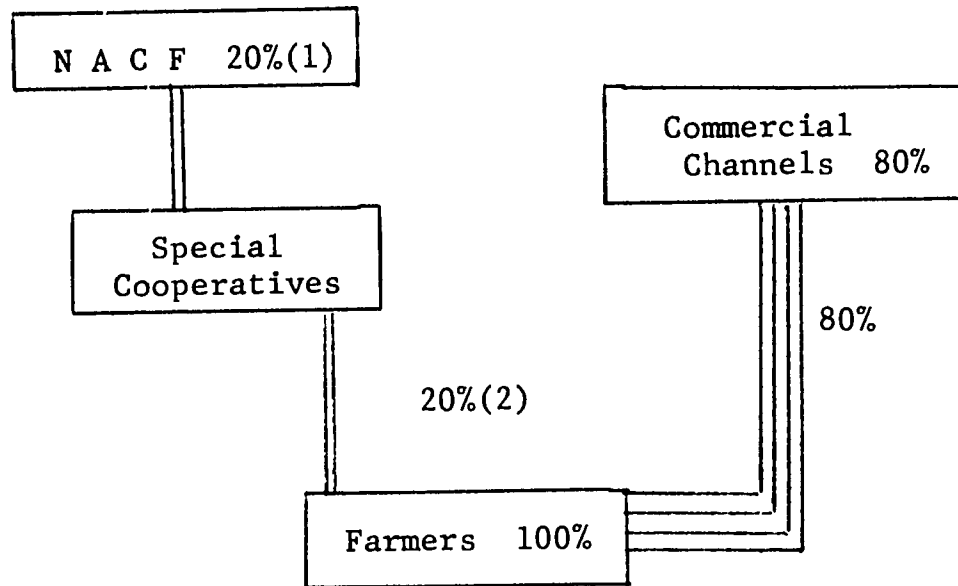 N A C F 20%(1)
Commercial
Channels 80%
Special
Cooperatives
80%
20%(2)
Farmers 100%